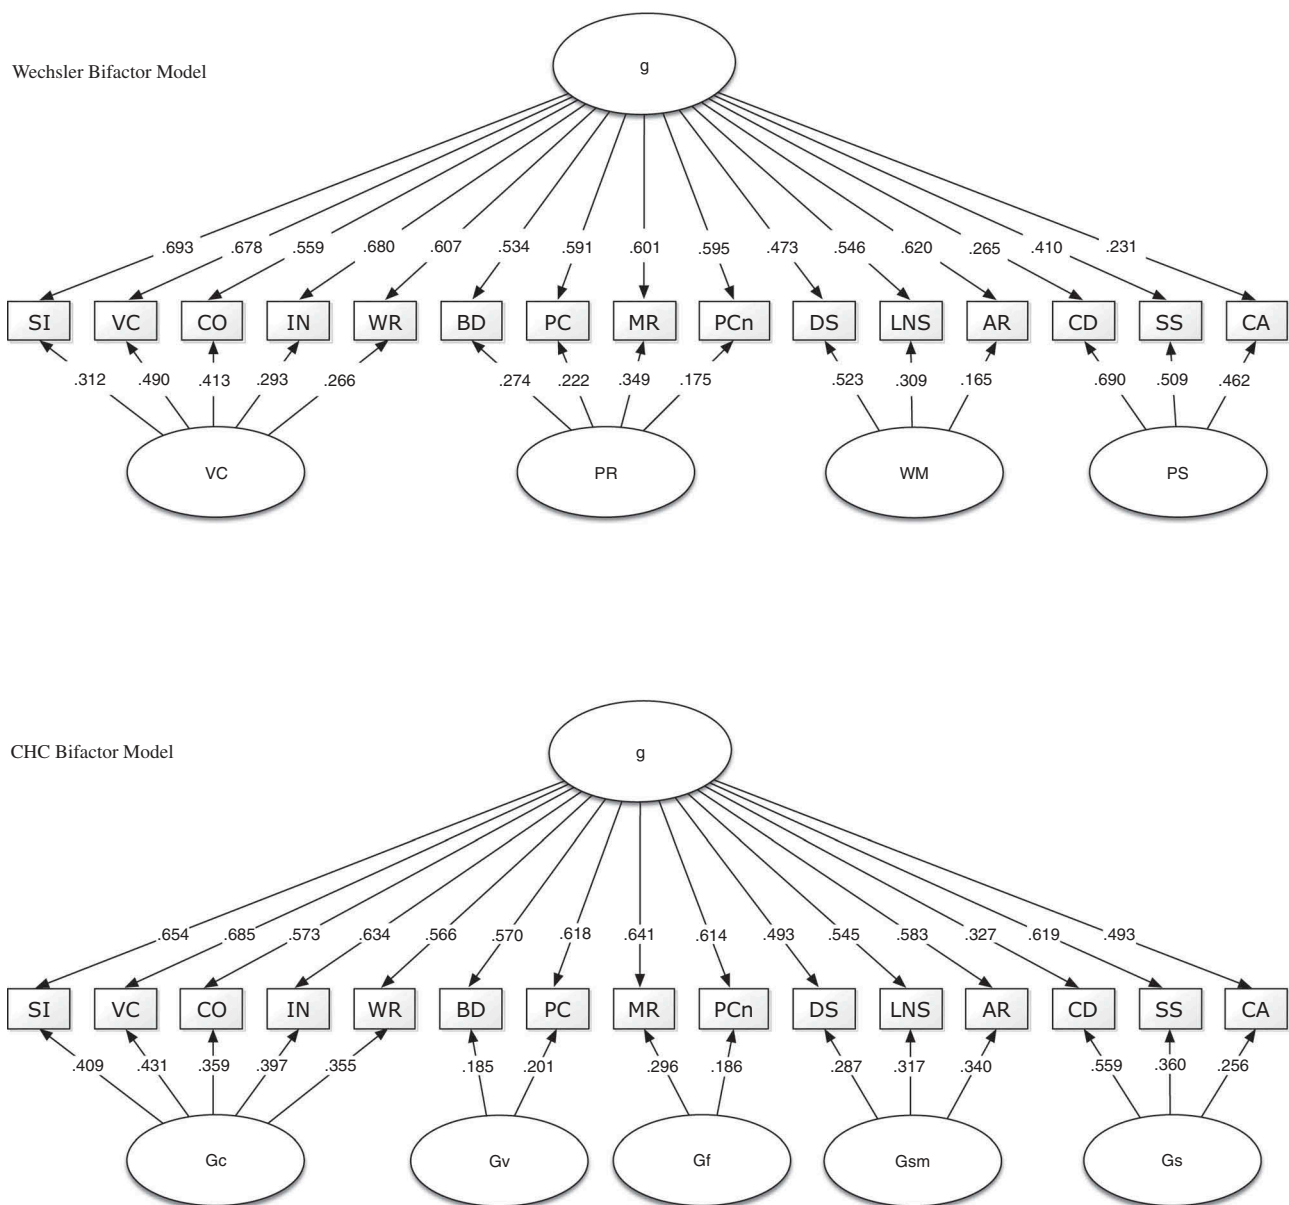 g
Wechsler Bifactor Model
.693 .678 .559 .680 .607 .534 .591 .601 .595 .473 .546 .620 .265 .410 .231
SI VC CO IN WR BD PC MR PCn DS LNS AR CD SS CA
.312 .490 .413 .293 .266 .274 .222 .349 .175 .523 .309 .165 .690 .509 .462
VC PR WM PS
g
CHC Bifactor Model
.654 .685 .573 .634 .566 .570 .618 .641 .614 .493 .545 .583 .327 .619 .493
SI VC CO IN WR BD PC MR PCn DS LNS AR CD SS CA
.409 .431 .359 .397 .355 .185 .201 .296 .186 .287 .317 .340 .559 .360 .256
Gc Gv Gf Gsm Gs